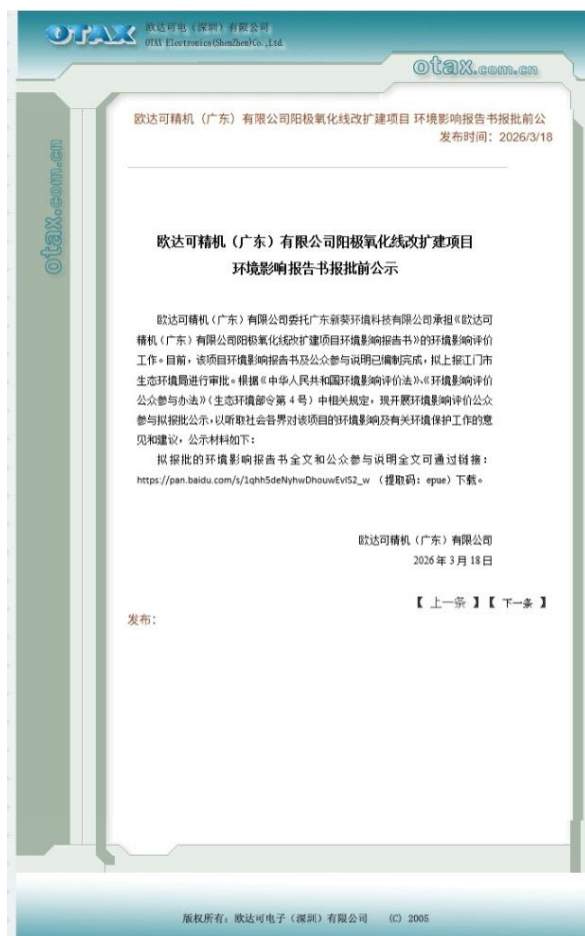 OTAX
欧达可电（深圳）有限公司
OTAX Electronics(ShenZhen)Co.,Ltd.
otax.com.cn
otax.com.cn
欧达可精机（广东）有限公司阳极氧化线改扩建项目 环境影响报告书报批前公
发布时间：2026/3/18
欧达可精机（广东）有限公司阳极氧化线改扩建项目
环境影响报告书报批前公示
欧达可精机（广东）有限公司委托广东新葵环境科技有限公司承担《欧达可
精机（广东）有限公司阳极氧化线改扩建项目环境影响报告书》的环境影响评价
工作。目前，该项目环境影响报告书及公众参与说明已编制完成，拟上报江门市
生态环境局进行审批。根据《中华人民共和国环境影响评价法》、《环境影响评价
公众参与办法》（生态环境部令第 4 号）中相关规定，现开展环境影响评价公众
参与拟报批公示，以听取社会各界对该项目的环境影响及有关环境保护工作的意
见和建议，公示材料如下：
拟报批的环境影响报告书全文和公众参与说明全文可通过链接：
https://pan.baidu.com/s/1qhh5deNyhwDhouwEvlS2_w （提取码：epue）下载。
欧达可精机（广东）有限公司
2026 年 3 月 18 日
【 上一条 】【 下一条 】
发布：
版权所有：欧达可电子（深圳）有限公司 (C) 2005